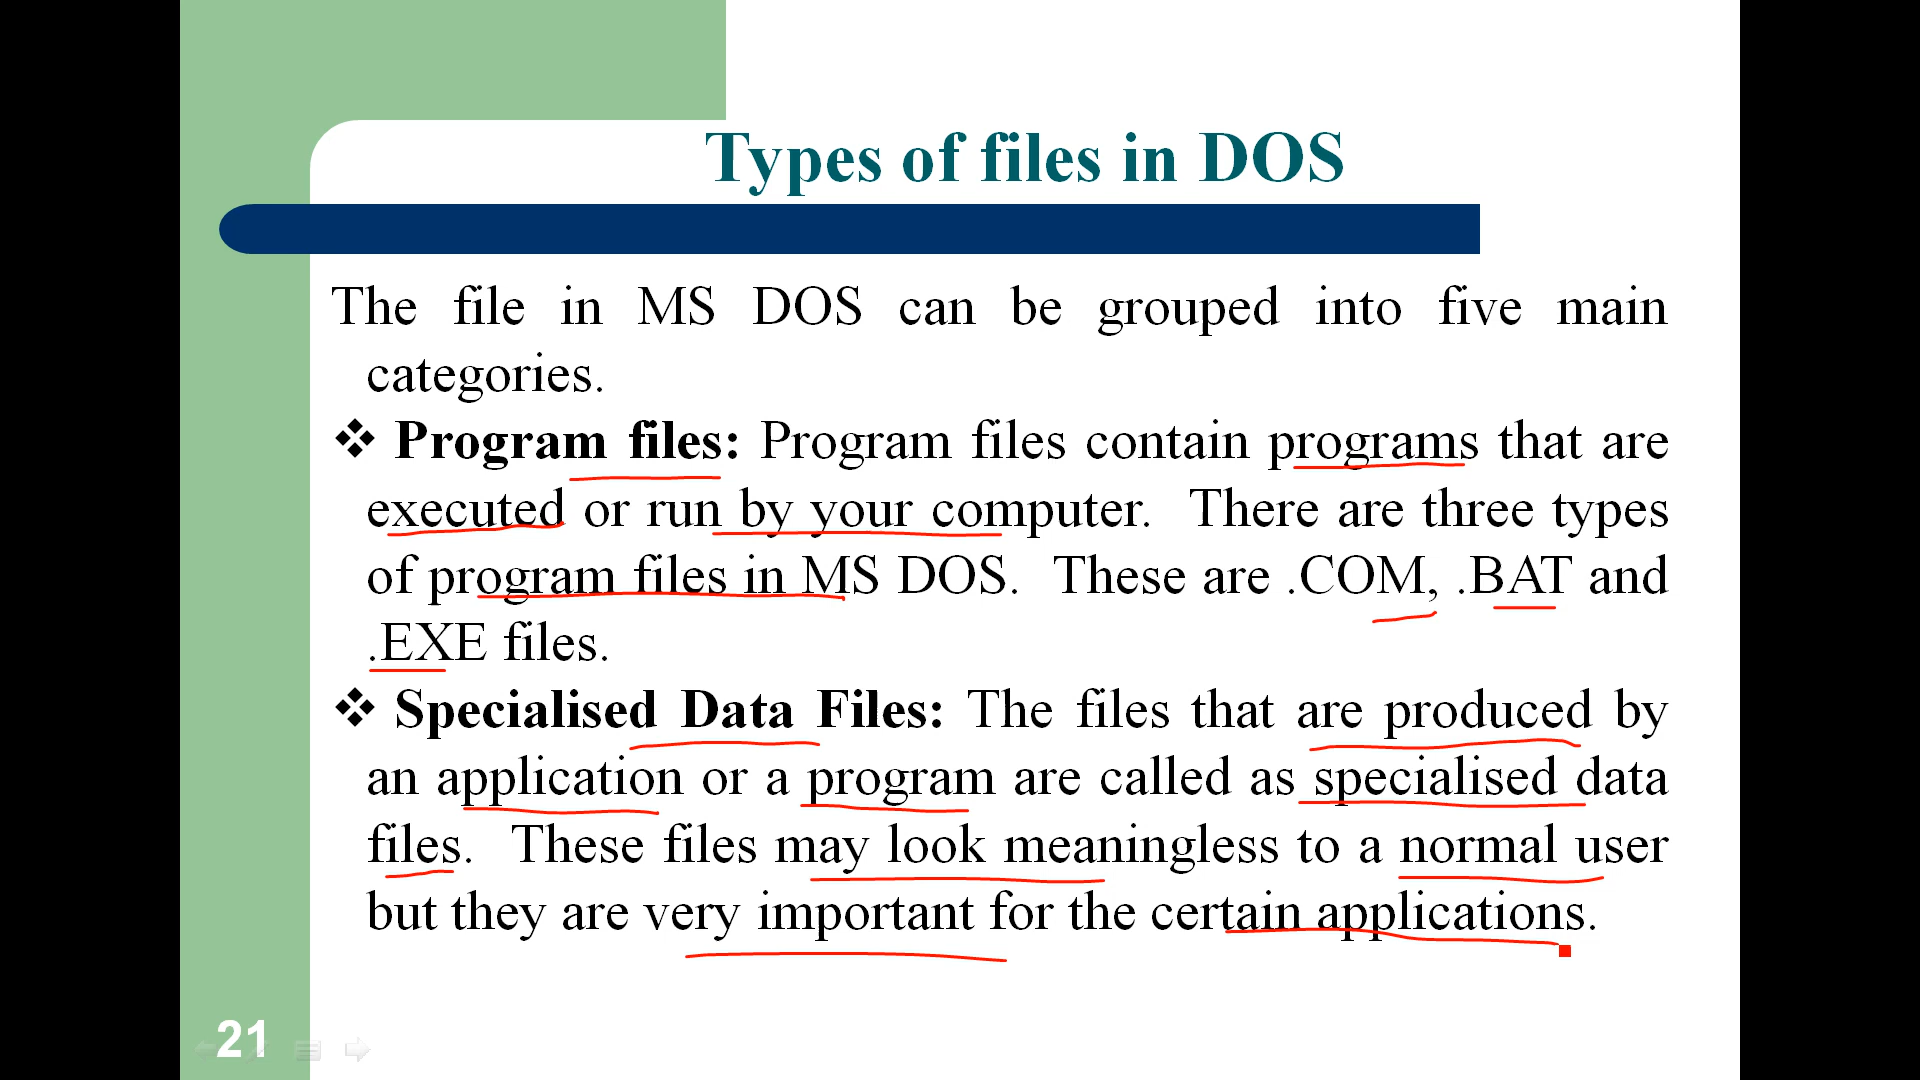 Types of files in DOS
The file in MS DOS can be grouped into five main
categories.
❖ Program files: Program files contain programs that are
executed or run by your computer. There are three types
of program files in MS DOS. These are .COM, .BAT and
.EXE files.
❖ Specialised Data Files: The files that are produced by
an application or a program are called as specialised data
files. These files may look meaningless to a normal user
but they are very important for the certain applications.
21